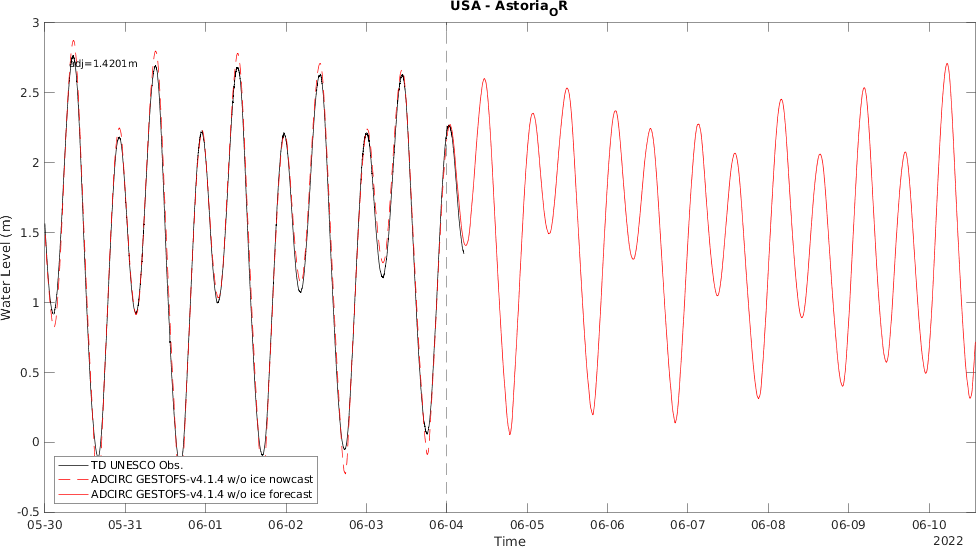 USA - Astoria_OR
3
adj=1.4201m
2.5
2
1.5
1
0.5
0
-0.5
Water Level (m)
TD UNESCO Obs.
ADCIRC GESTOFS-v4.1.4 w/o ice nowcast
ADCIRC GESTOFS-v4.1.4 w/o ice forecast
05-30 05-31 06-01 06-02 06-03 06-04 06-05 06-06 06-07 06-08 06-09 06-10
Time
2022